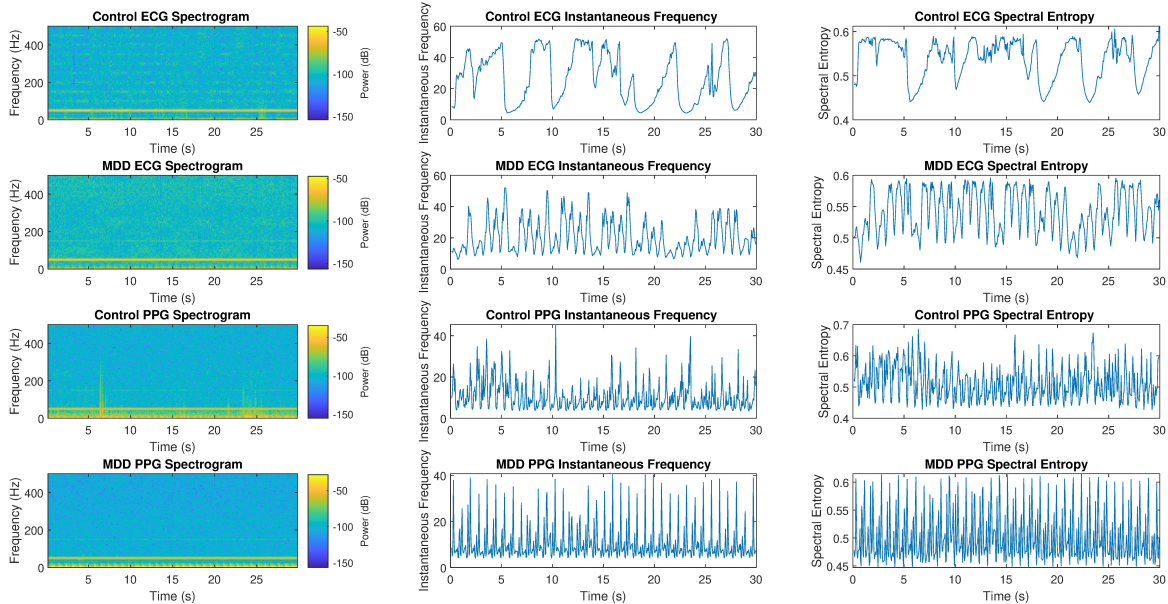 Control ECG Spectrogram
Frequency (Hz)
400
200
0
5 10 15 20 25
Time (s)
-50
-100
-150
Power (dB)
Control ECG Instantaneous Frequency
Instantaneous Frequency
60
40
20
0
0 5 10 15 20 25 30
Time (s)
Control ECG Spectral Entropy
Spectral Entropy
0.6
0.5
0.4
0 5 10 15 20 25 30
Time (s)
MDD ECG Spectrogram
Frequency (Hz)
400
200
0
5 10 15 20 25
Time (s)
-50
-100
-150
Power (dB)
MDD ECG Instantaneous Frequency
Instantaneous Frequency
60
40
20
0
0 5 10 15 20 25 30
Time (s)
MDD ECG Spectral Entropy
Spectral Entropy
0.6
0.55
0.5
0.45
0 5 10 15 20 25 30
Time (s)
Control PPG Spectrogram
Frequency (Hz)
400
200
0
5 10 15 20 25
Time (s)
-50
-100
-150
Power (dB)
Control PPG Instantaneous Frequency
Instantaneous Frequency
40
20
0
0 5 10 15 20 25 30
Time (s)
Control PPG Spectral Entropy
Spectral Entropy
0.7
0.6
0.5
0.4
0 5 10 15 20 25 30
Time (s)
MDD PPG Spectrogram
Frequency (Hz)
400
200
0
5 10 15 20 25
Time (s)
-50
-100
-150
Power (dB)
MDD PPG Instantaneous Frequency
Instantaneous Frequency
40
20
0
0 5 10 15 20 25 30
Time (s)
MDD PPG Spectral Entropy
Spectral Entropy
0.6
0.55
0.5
0.45
0 5 10 15 20 25 30
Time (s)